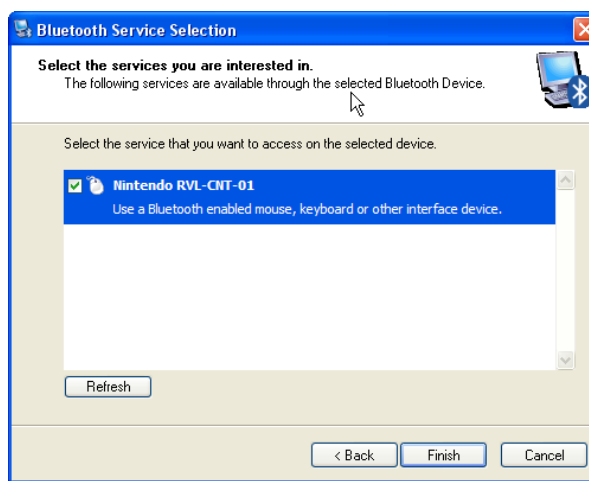 Bluetooth Service Selection
Select the services you are interested in.
The following services are available through the selected Bluetooth Device.
Select the service that you want to access on the selected device.
Nintendo RVL-CNT-01
Use a Bluetooth enabled mouse, keyboard or other interface device.
Refresh
< Back Finish Cancel